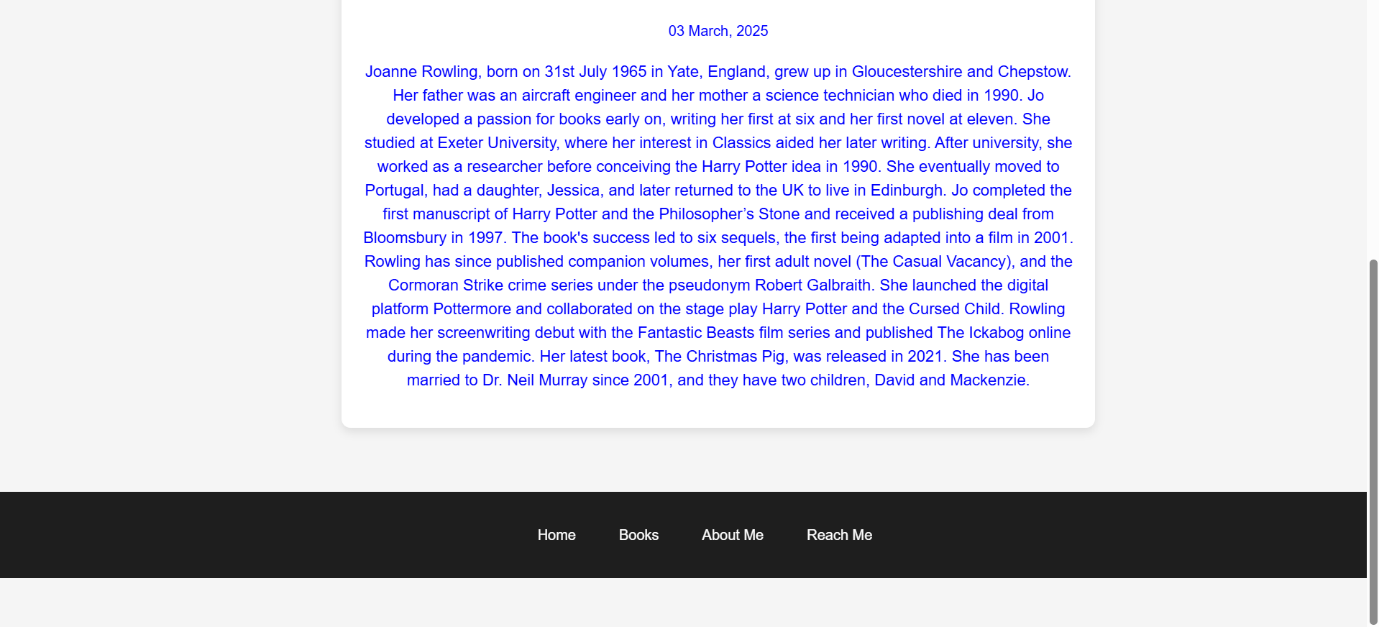 03 March, 2025
Joanne Rowling, born on 31st July 1965 in Yate, England, grew up in Gloucestershire and Chepstow.
Her father was an aircraft engineer and her mother a science technician who died in 1990. Jo
developed a passion for books early on, writing her first at six and her first novel at eleven. She
studied at Exeter University, where her interest in Classics aided her later writing. After university, she
worked as a researcher before conceiving the Harry Potter idea in 1990. She eventually moved to
Portugal, had a daughter, Jessica, and later returned to the UK to live in Edinburgh. Jo completed the
first manuscript of Harry Potter and the Philosopher’s Stone and received a publishing deal from
Bloomsbury in 1997. The book's success led to six sequels, the first being adapted into a film in 2001.
Rowling has since published companion volumes, her first adult novel (The Casual Vacancy), and the
Cormoran Strike crime series under the pseudonym Robert Galbraith. She launched the digital
platform Pottermore and collaborated on the stage play Harry Potter and the Cursed Child. Rowling
made her screenwriting debut with the Fantastic Beasts film series and published The Ickabog online
during the pandemic. Her latest book, The Christmas Pig, was released in 2021. She has been
married to Dr. Neil Murray since 2001, and they have two children, David and Mackenzie.
Home Books About Me Reach Me